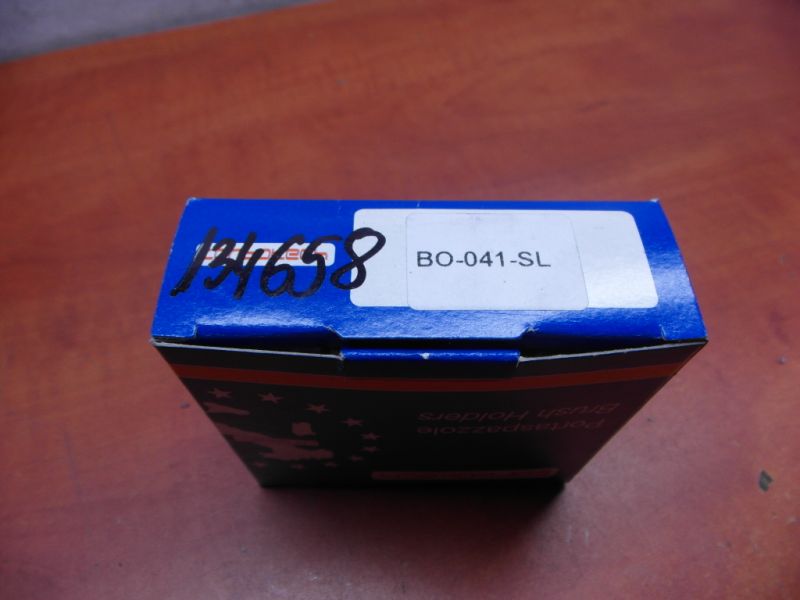 134658
BO-041-SL
Portaspazzole
Brush Holders